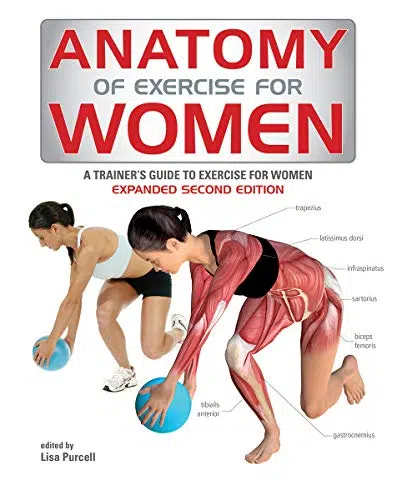 ANATOMY
OF EXERCISE FOR
WOMEN
A TRAINER'S GUIDE TO EXERCISE FOR WOMEN
EXPANDED SECOND EDITION
trapezius
latissimus dorsi
infraspinatus
sartorius
biceps
femoris
tibialis
anterior
gastrocnemius
edited by
Lisa Purcell